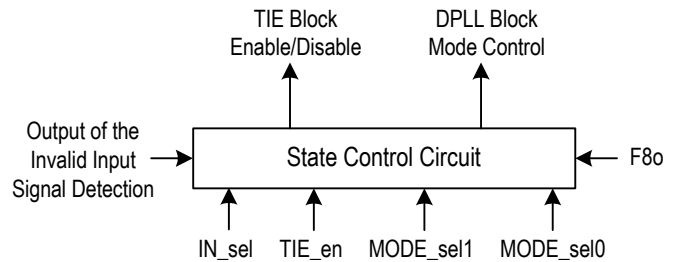 TIE Block
Enable/Disable
DPLL Block
Mode Control
Output of the
Invalid Input
Signal Detection
State Control Circuit
F8o
IN_sel
TIE_en
MODE_sel1
MODE_sel0